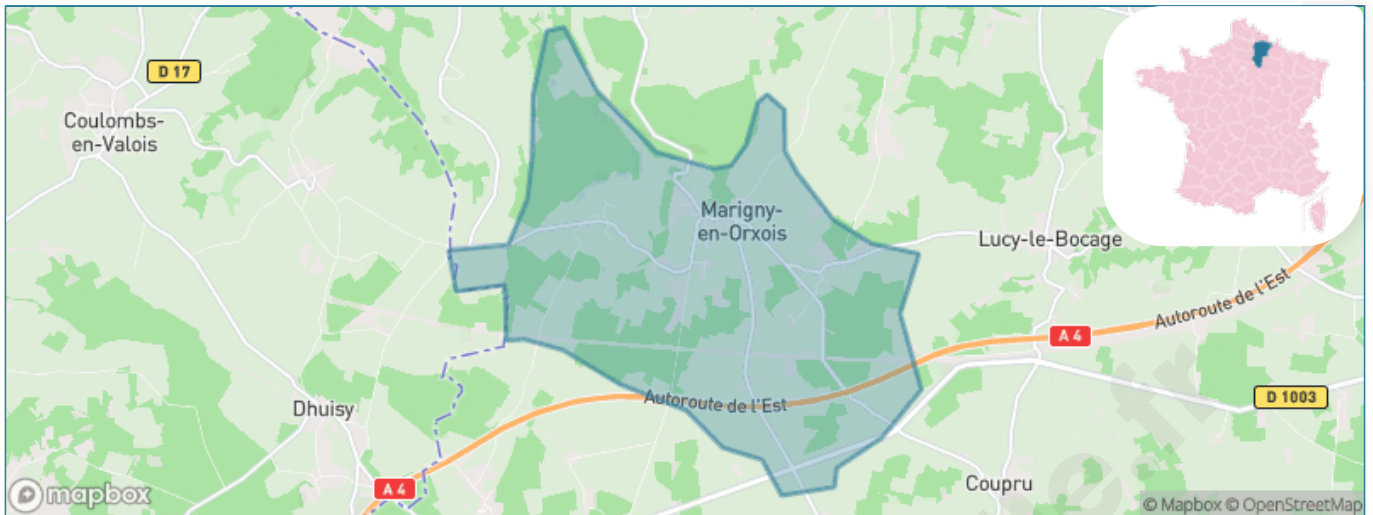 D 17
Coulombs-
en-Valois
Marigny-
en-Orxois
Lucy-le-Bocage
Autoroute de l'Est
A 4
Autoroute de l'Est
D 1003
Dhuisy
A 4
Coupru
mapbox
© Mapbox © OpenStreetMap